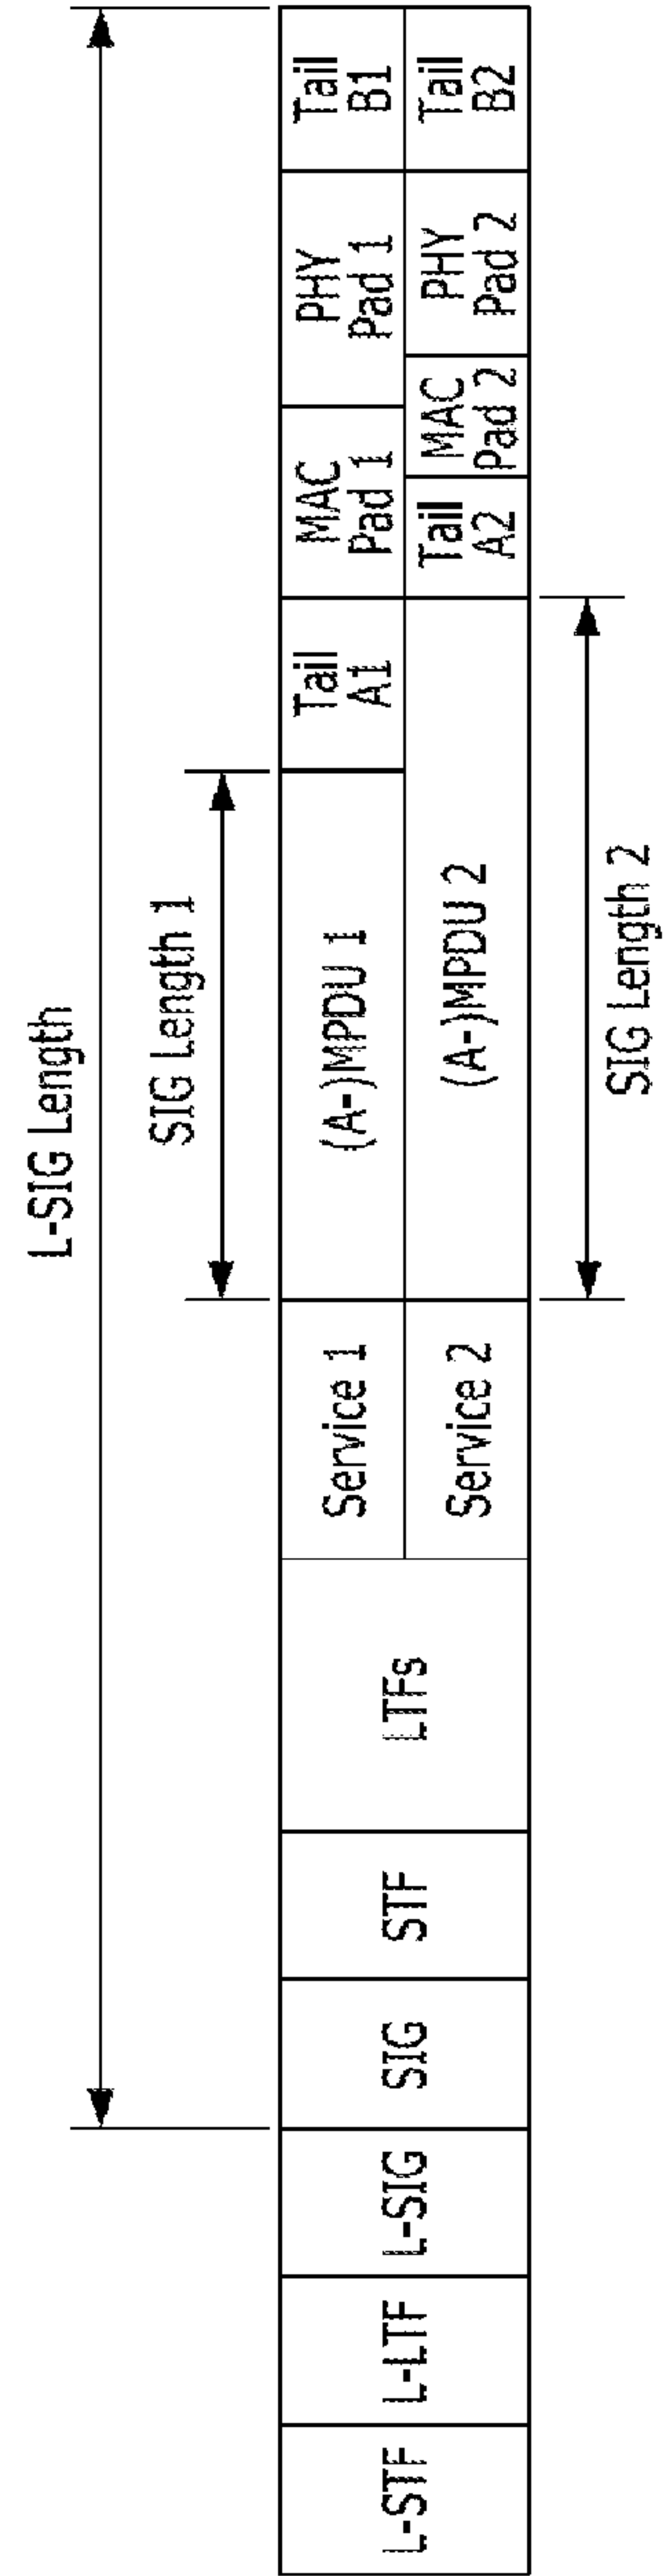 L-SIG Length
SIG Length 1
L-STF
L-LTF
L-SIG
SIG
STF
LTFs
Service 1
(A-)MPDU 1
Tail
A1
MAC
Pad 1
PHY
Pad 1
Tail
B1
Service 2
(A-)MPDU 2
Tail
A2
MAC
Pad 2
PHY
Pad 2
Tail
B2
SIG Length 2